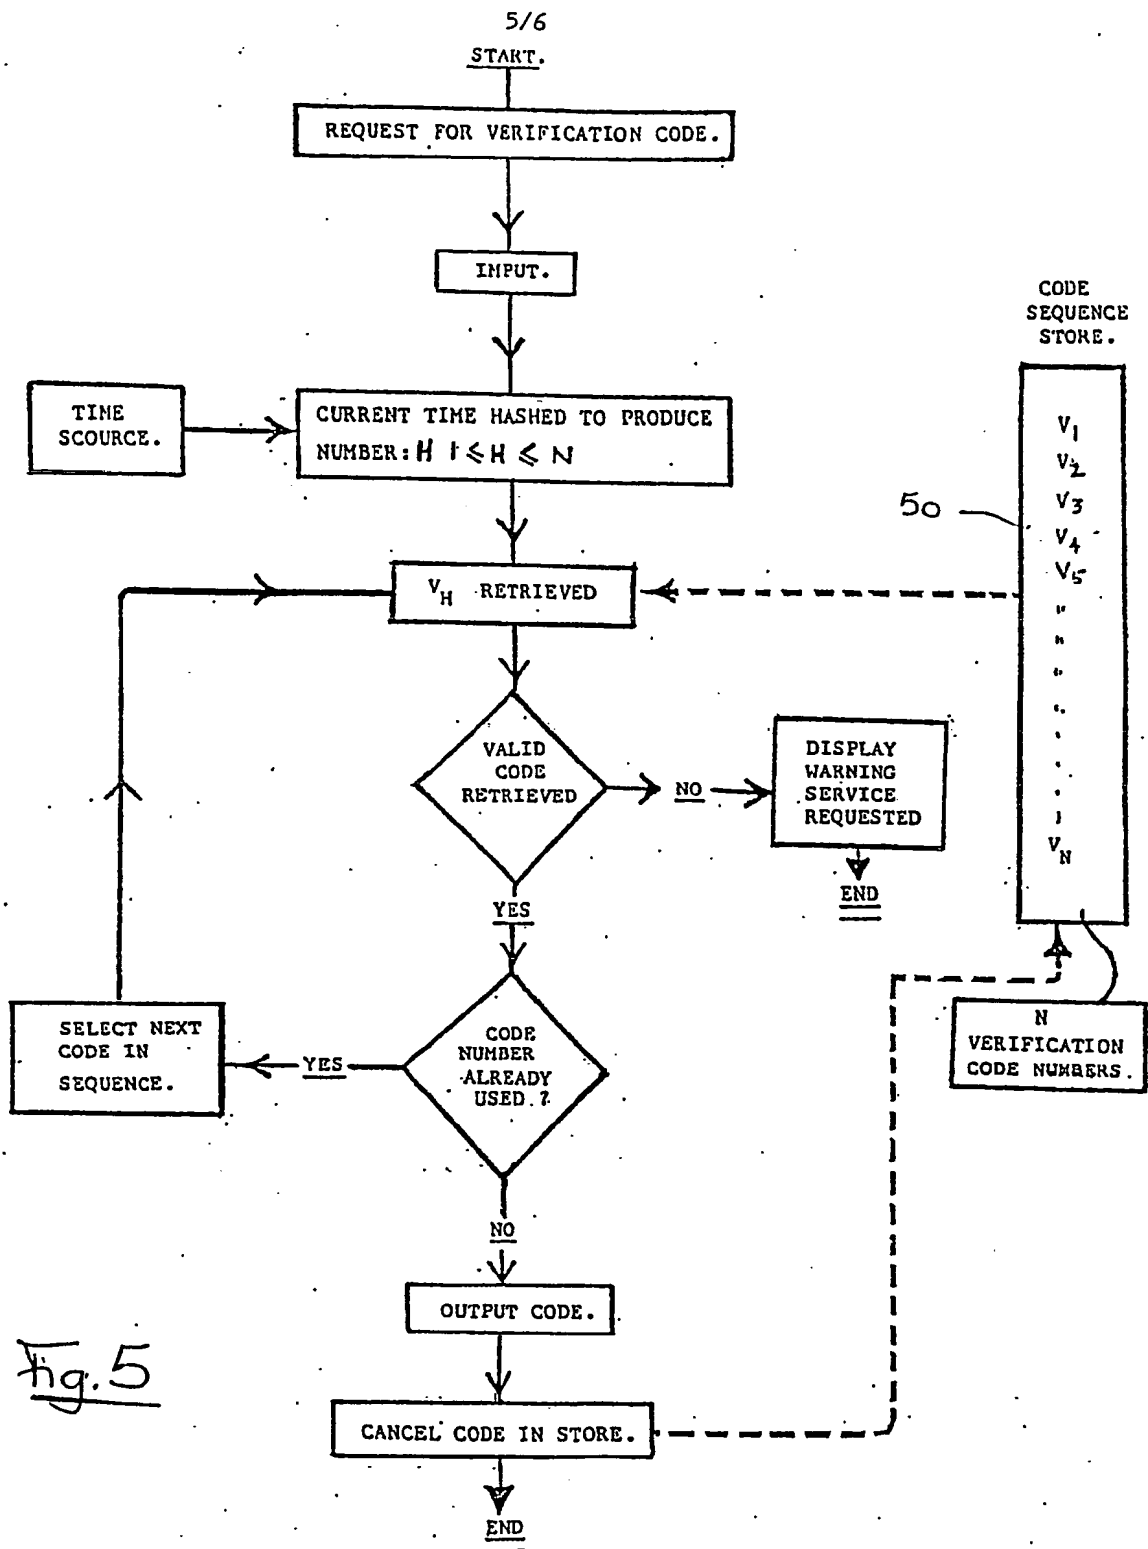 5/6
START.
REQUEST FOR VERIFICATION CODE.
IMPUT.
CODE
SEQUENCE
STORE.
TIME
SCOURCE.
CURRENT TIME HASHED TO PRODUCE
NUMBER: H 1 ≤ H ≤ N
V1
V2
V3
V4
V5
VN
50
VH RETRIEVED
VALID
CODE
RETRIEVED
NO
DISPLAY
WARNING
SERVICE
REQUESTED
END
YES
SELECT NEXT
CODE IN
SEQUENCE.
YES
CODE
NUMBER
ALREADY
USED.?
N
VERIFICATION
CODE NUMBERS.
NO
OUTPUT CODE.
Fig. 5
CANCEL CODE IN STORE.
END